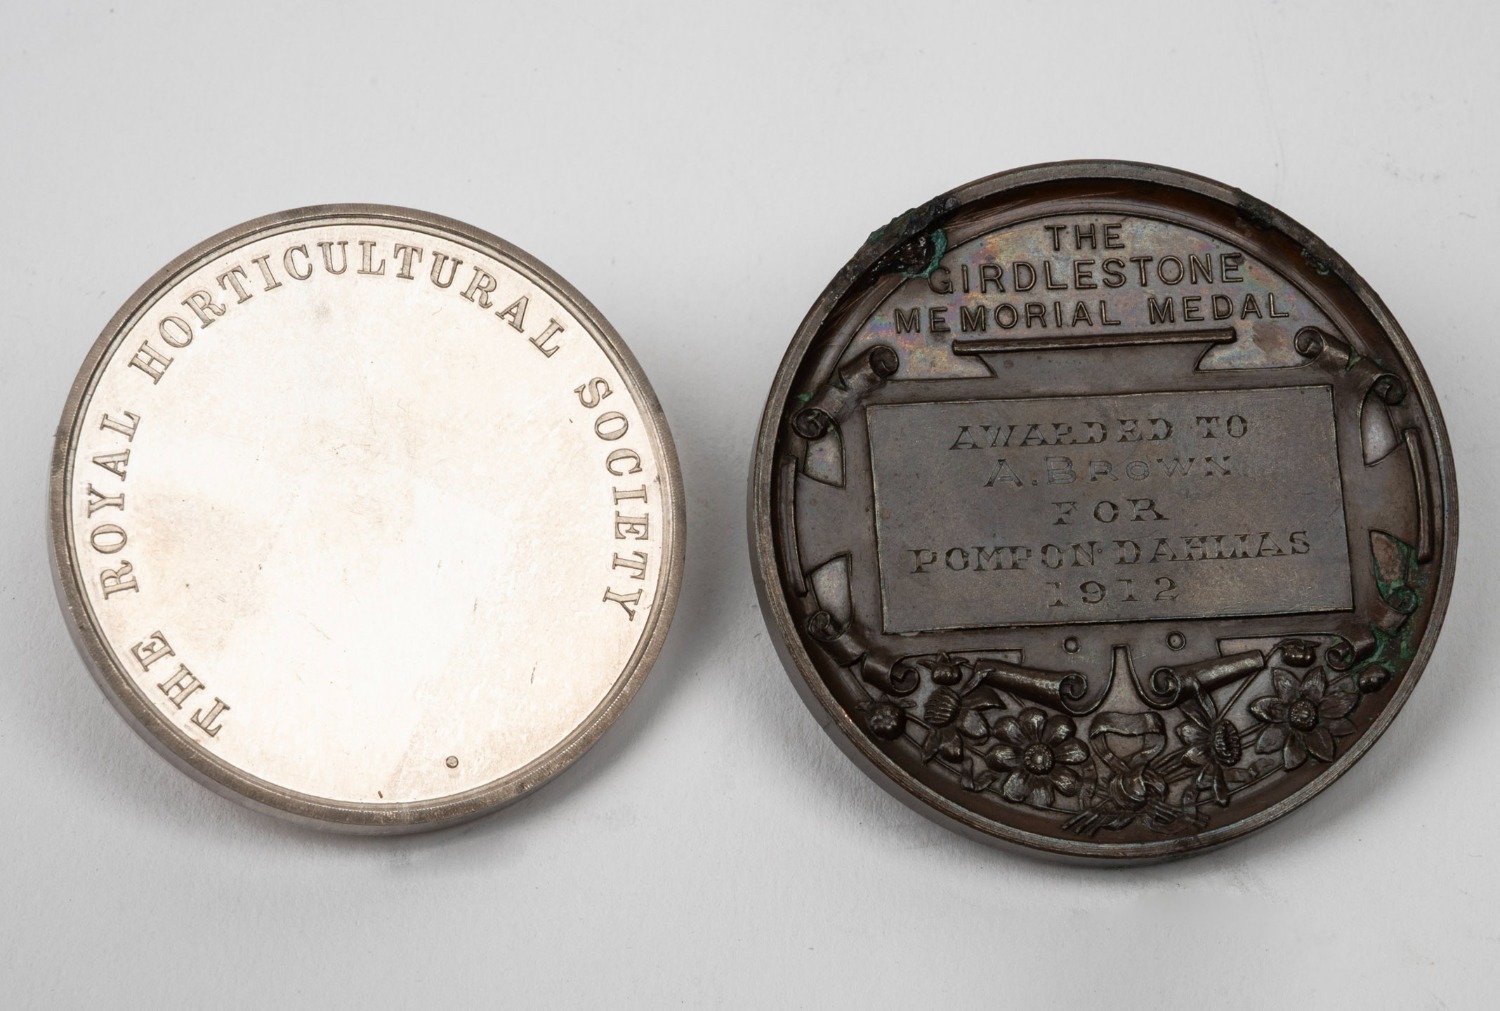 THE ROYAL HORTICULTURAL SOCIETY
THE
GIRDLESTONE
MEMORIAL MEDAL
AWARDED TO
A. BROWN
FOR
POMPON·DAHLIAS
1912